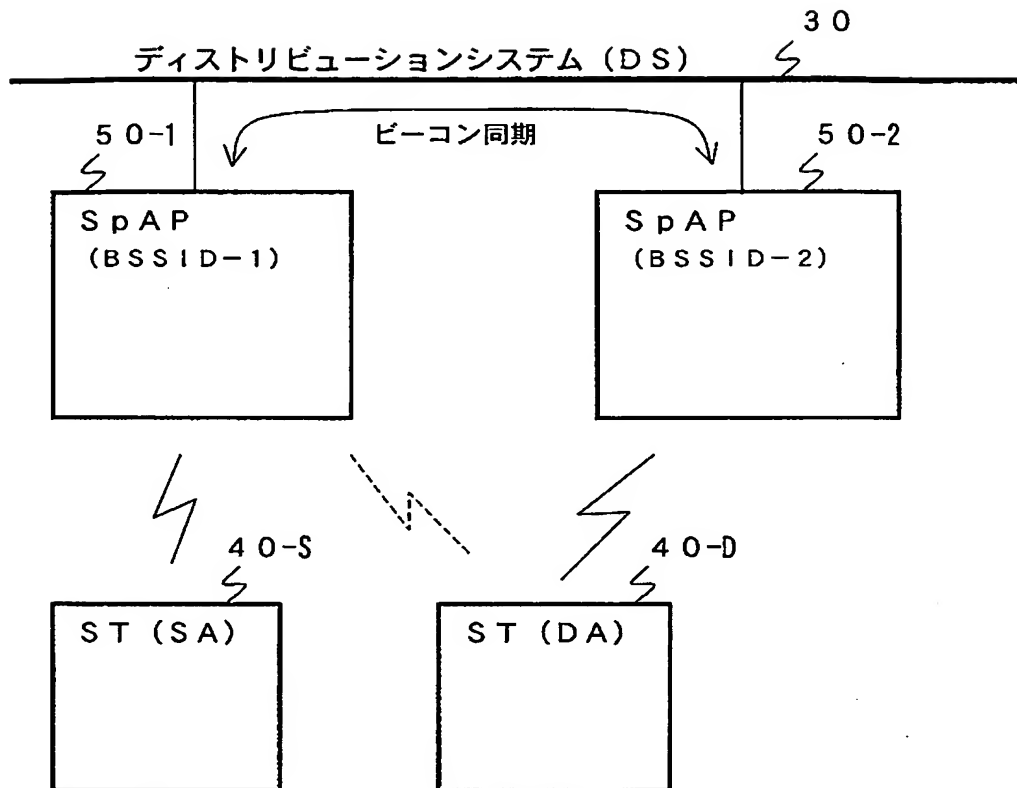 30
ディストリビューションシステム (DS)
50-1
ビーコン同期
50-2
SpAP
(BSSID-1)
SpAP
(BSSID-2)
40-S
40-D
ST (SA)
ST (DA)